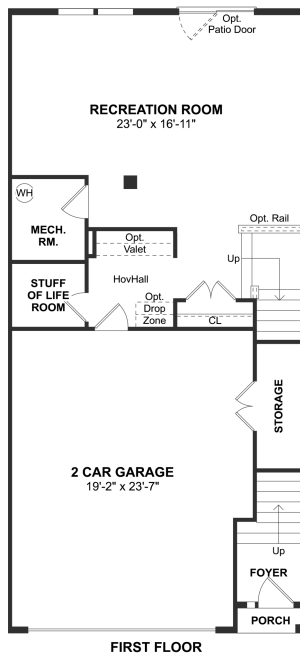 Opt.
Patio Door
RECREATION ROOM
23'-0" x 16'-11"
WH
MECH.
RM.
Opt.
Valet
Opt. Rail
Up
HovHall
STUFF
OF LIFE
ROOM
Opt.
Drop
Zone
CL
STORAGE
2 CAR GARAGE
19'-2" x 23'-7"
Up
FOYER
PORCH
FIRST FLOOR